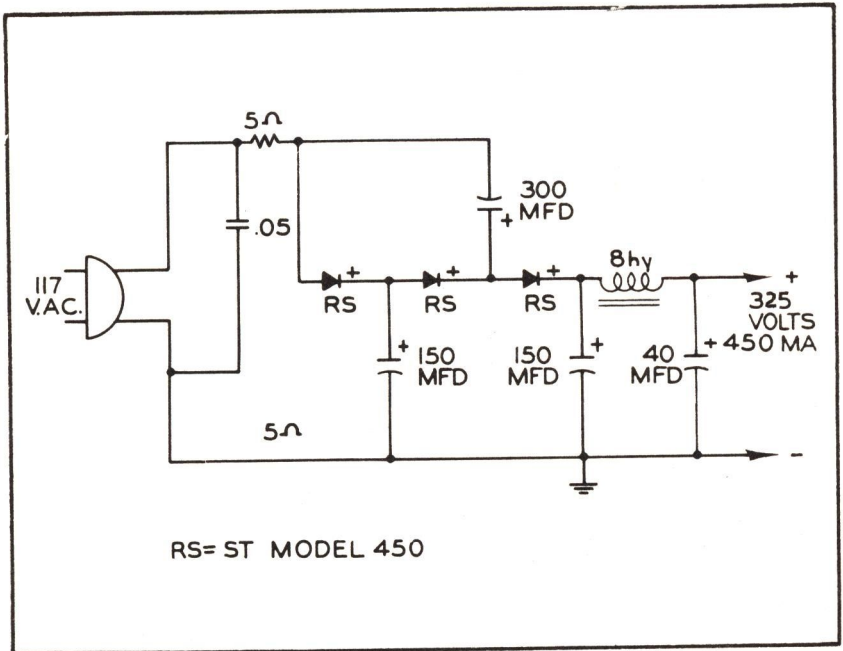 5Ω
300
MFD
.05
117
V.AC.
+
+
+
+
RS
RS
RS
8hy
+
325
VOLTS
450 MA
+
150
MFD
+
150
MFD
+
40
MFD
5Ω
-
RS= ST MODEL 450